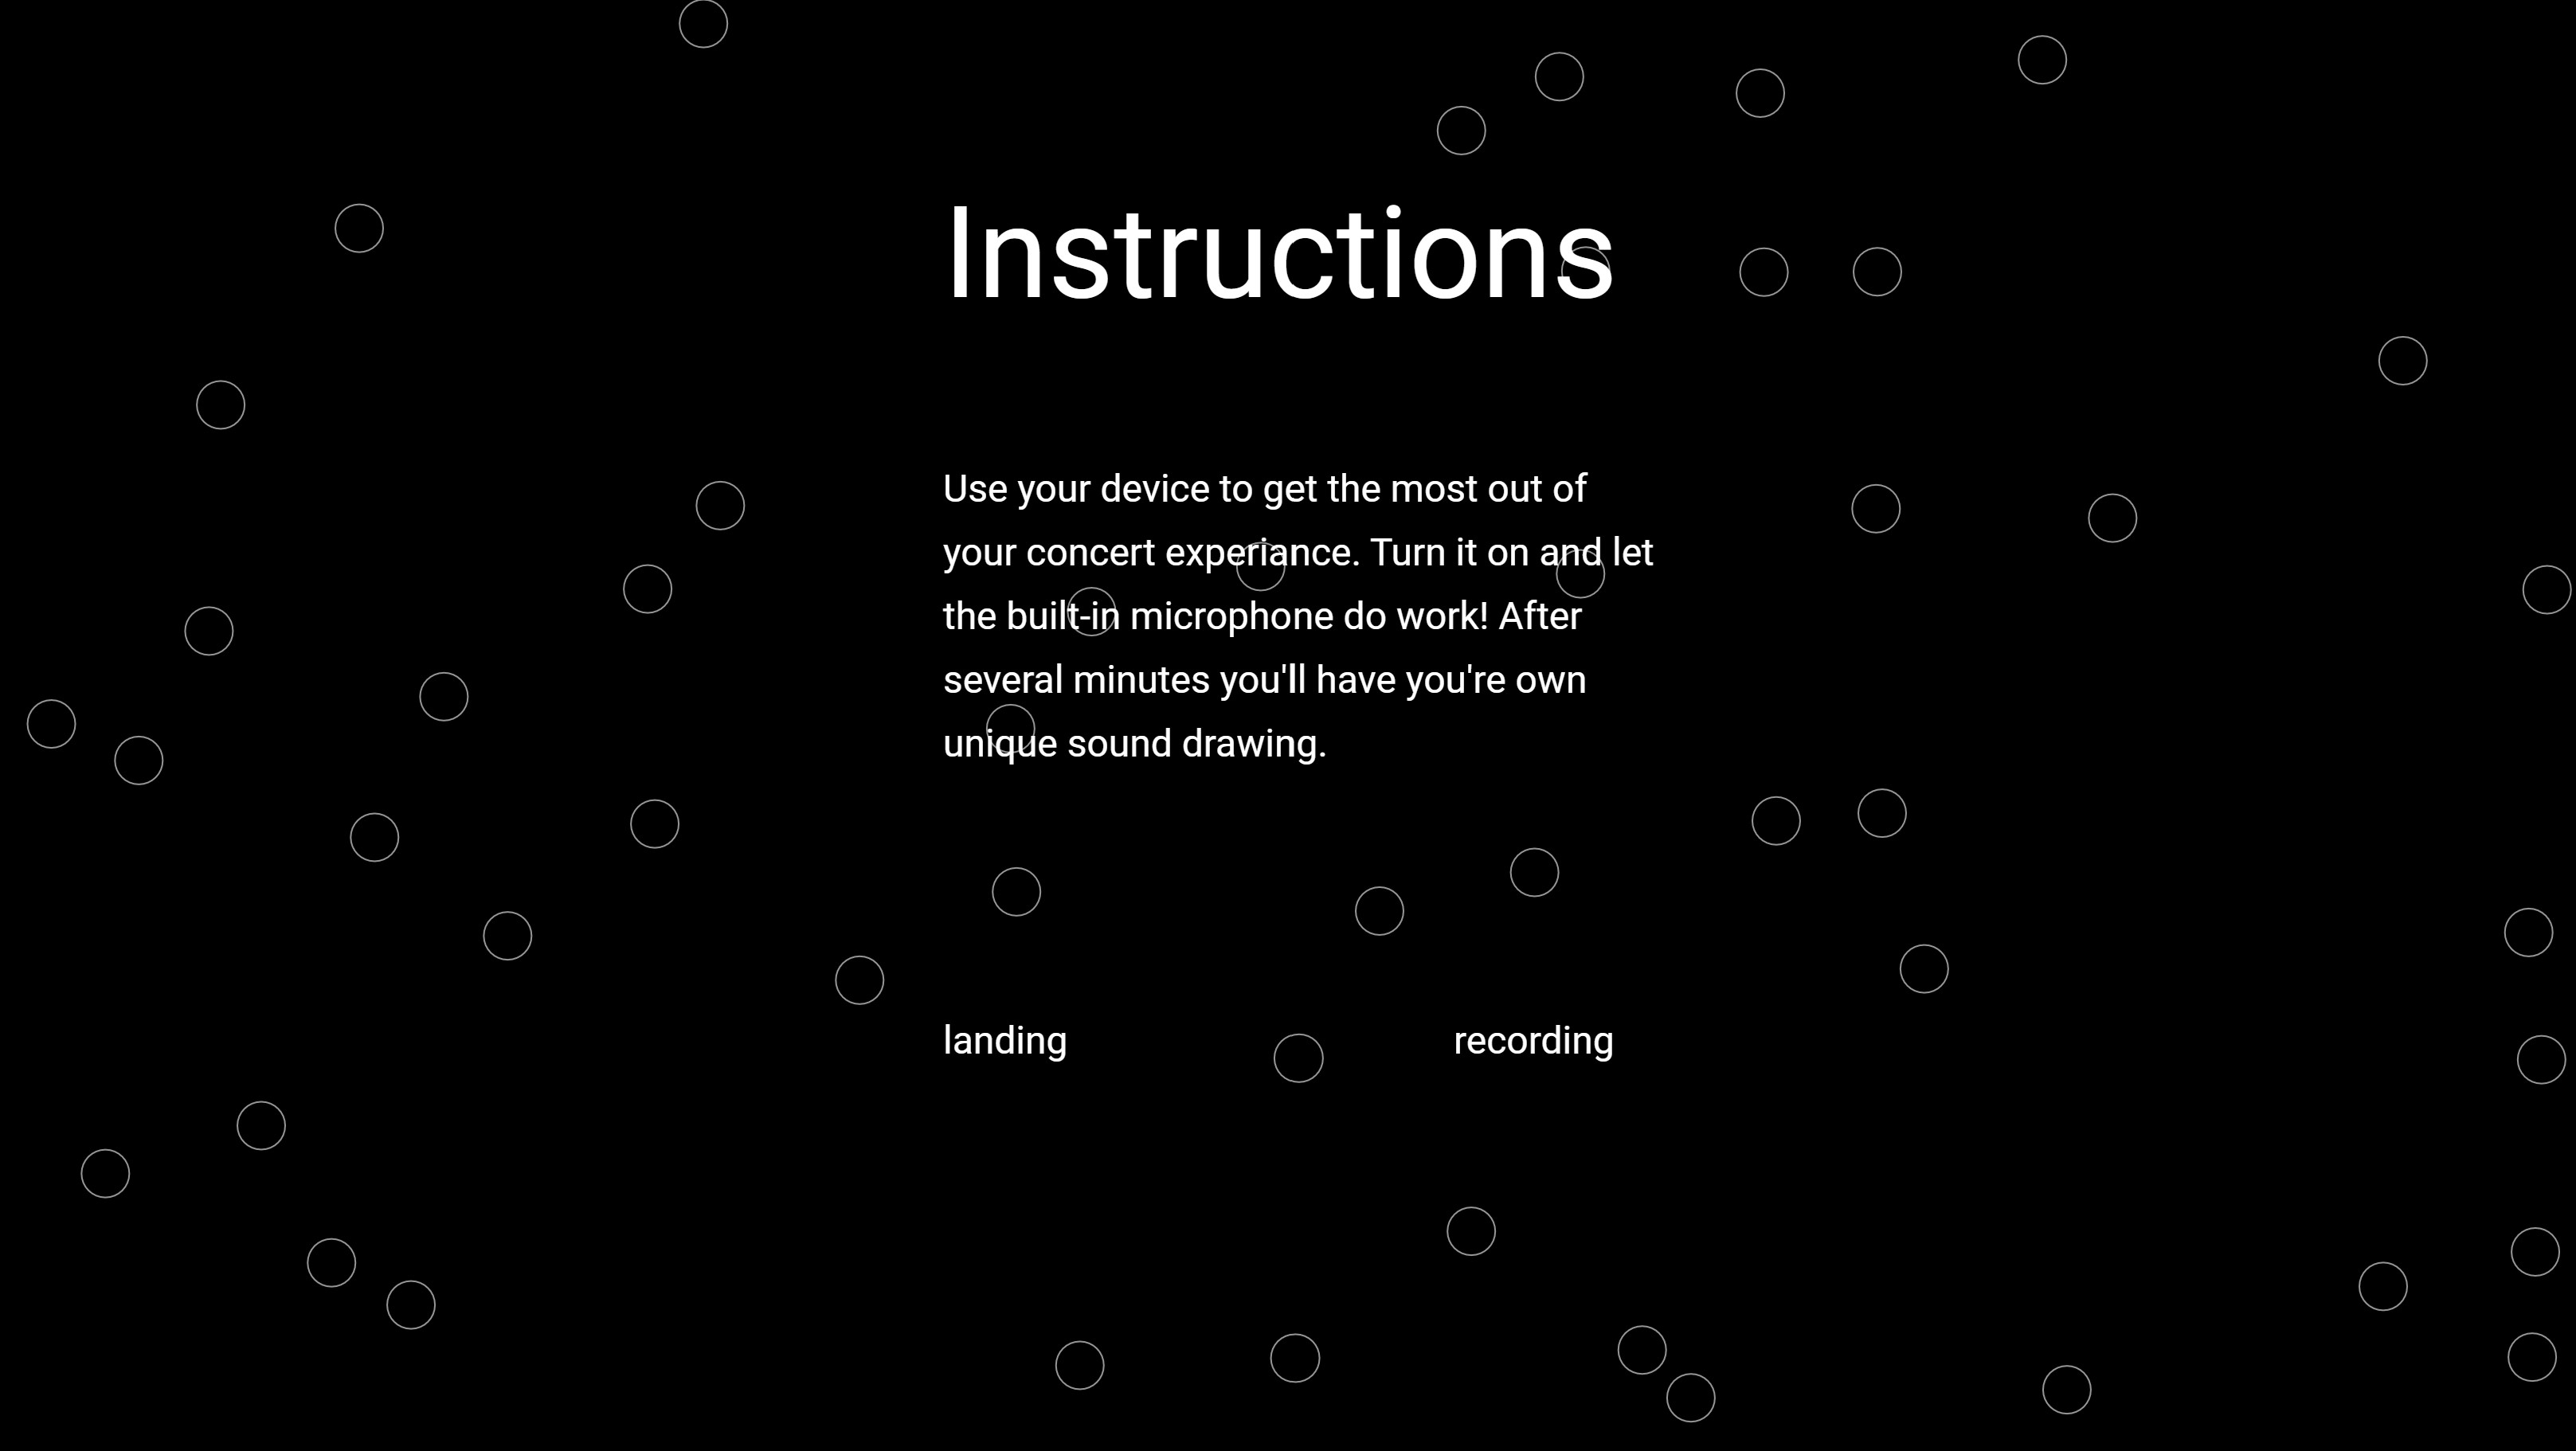 Instructions
Use your device to get the most out of
your concert experiance. Turn it on and let
the built-in microphone do work! After
several minutes you'll have you're own
unique sound drawing.
landing
recording